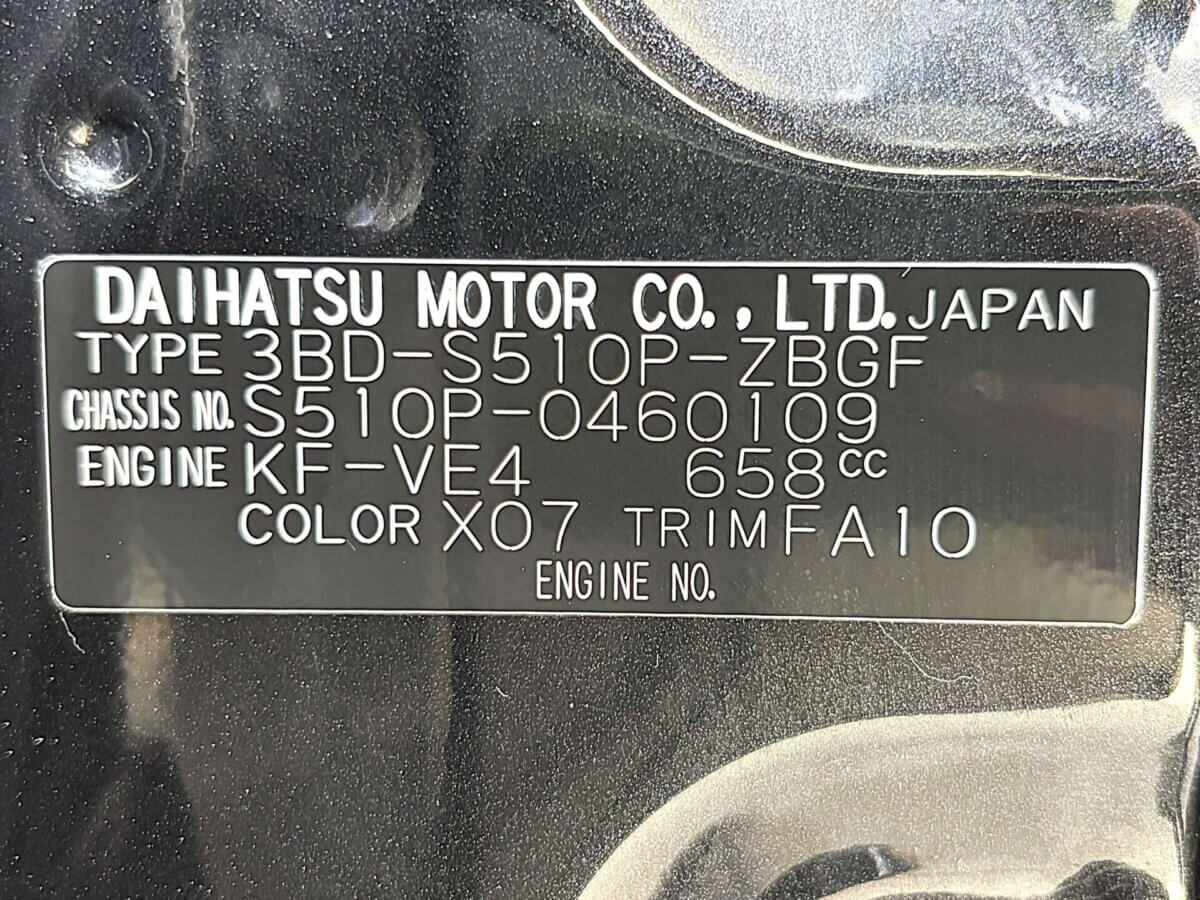 DAIHATSU MOTOR CO., LTD. JAPAN
TYPE 3BD-S510P-ZBGF
CHASSIS NO. S510P-0460109
ENGINE KF-VE4 658cc
COLOR X07 TRIM FA10
ENGINE NO.